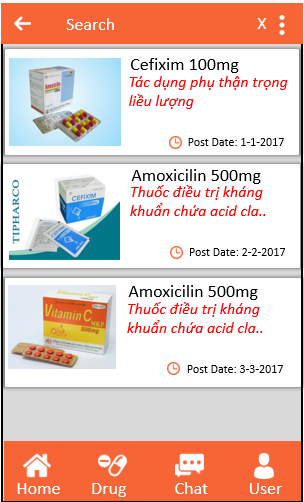 Search
X
Cefixim 100mg
Tác dụng phụ thận trọng
liều lượng
Post Date: 1-1-2017
TIPHARCO
CEFIXIM
Amoxicilin 500mg
Thuốc điều trị kháng
khuẩn chứa acid cla..
Post Date: 2-2-2017
Vitamin C
500mg
Amoxicilin 500mg
Thuốc điều trị kháng
khuẩn chứa acid cla..
Post Date: 3-3-2017
Home
Drug
Chat
User